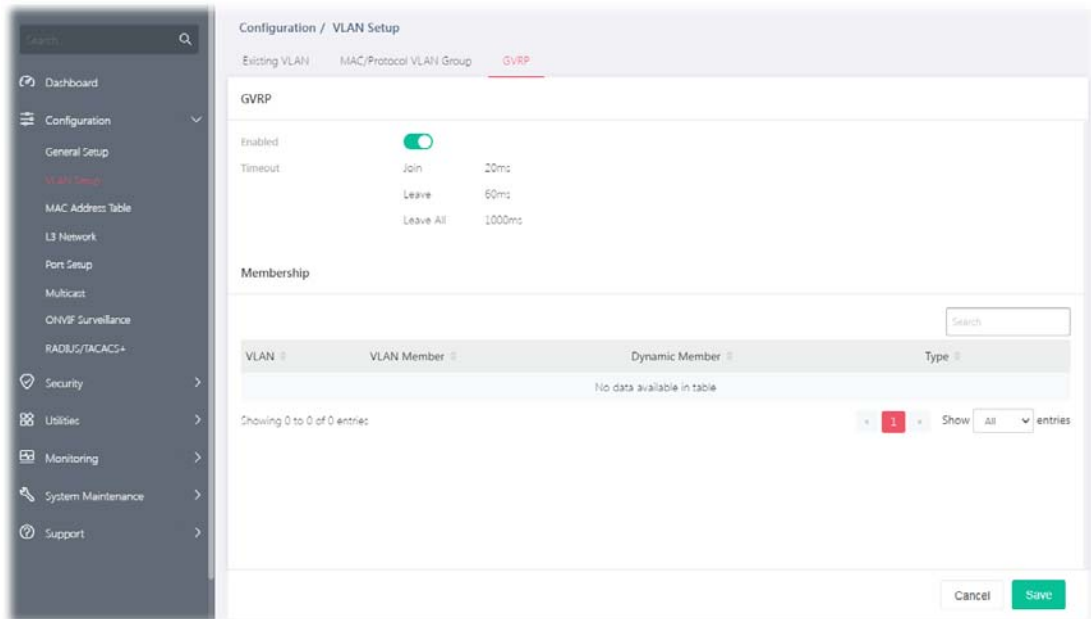 Search...
Dashboard
Configuration
General Setup
VLAN Setup
MAC Address Table
L3 Network
Port Setup
Multicast
ONVIF Surveillance
RADIUS/TACACS+
Security
Utilities
Monitoring
System Maintenance
Support
Configuration / VLAN Setup
Existing VLAN MAC/Protocol VLAN Group GVRP
GVRP
Enabled
Timeout Join 20ms
Leave 60ms
Leave All 1000ms
Membership
Search
VLAN VLAN Member Dynamic Member Type
No data available in table
Showing 0 to 0 of 0 entries « 1 » Show All entries
Cancel Save